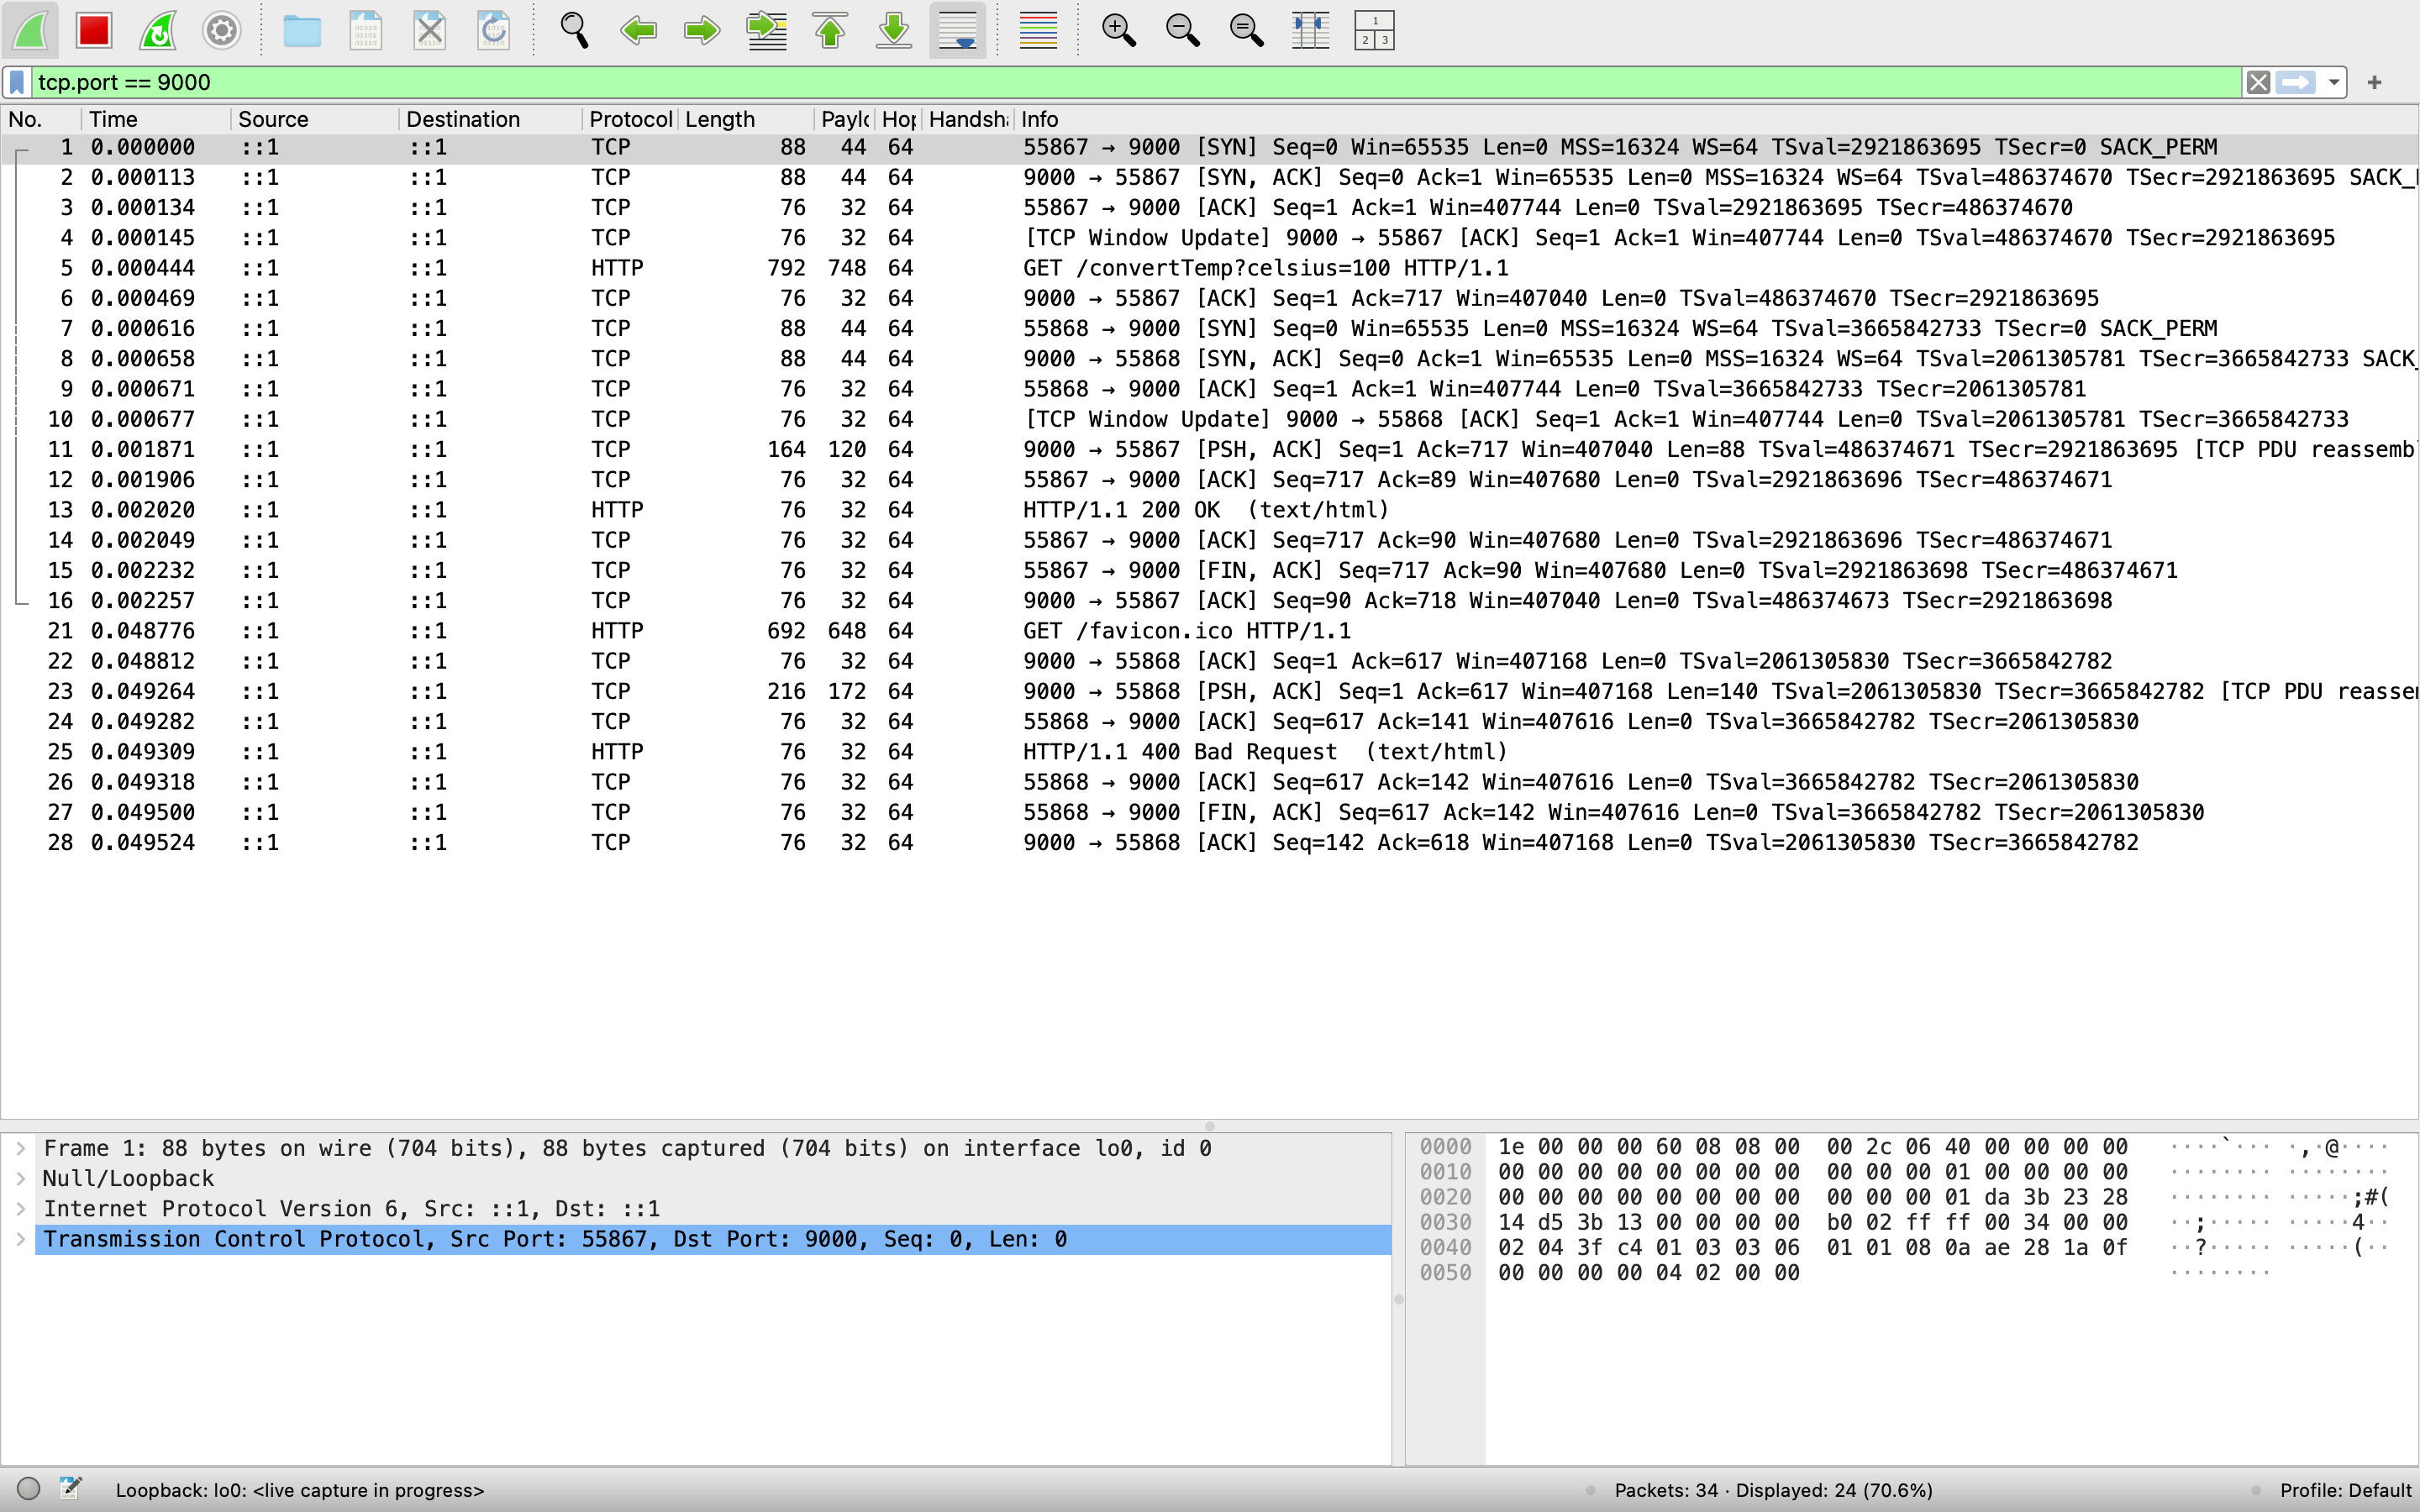 tcp.port == 9000
No. Time Source Destination Protocol Length Paylo Hop Handsha Info
1 0.000000 ::1 ::1 TCP 88 44 64 55867 → 9000 [SYN] Seq=0 Win=65535 Len=0 MSS=16324 WS=64 TSval=2921863695 TSecr=0 SACK_PERM
2 0.000113 ::1 ::1 TCP 88 44 64 9000 → 55867 [SYN, ACK] Seq=0 Ack=1 Win=65535 Len=0 MSS=16324 WS=64 TSval=486374670 TSecr=2921863695 SACK_
3 0.000134 ::1 ::1 TCP 76 32 64 55867 → 9000 [ACK] Seq=1 Ack=1 Win=407744 Len=0 TSval=2921863695 TSecr=486374670
4 0.000145 ::1 ::1 TCP 76 32 64 [TCP Window Update] 9000 → 55867 [ACK] Seq=1 Ack=1 Win=407744 Len=0 TSval=486374670 TSecr=2921863695
5 0.000444 ::1 ::1 HTTP 792 748 64 GET /convertTemp?celsius=100 HTTP/1.1
6 0.000469 ::1 ::1 TCP 76 32 64 9000 → 55867 [ACK] Seq=1 Ack=717 Win=407040 Len=0 TSval=486374670 TSecr=2921863695
7 0.000616 ::1 ::1 TCP 88 44 64 55868 → 9000 [SYN] Seq=0 Win=65535 Len=0 MSS=16324 WS=64 TSval=3665842733 TSecr=0 SACK_PERM
8 0.000658 ::1 ::1 TCP 88 44 64 9000 → 55868 [SYN, ACK] Seq=0 Ack=1 Win=65535 Len=0 MSS=16324 WS=64 TSval=2061305781 TSecr=3665842733 SACK_
9 0.000671 ::1 ::1 TCP 76 32 64 55868 → 9000 [ACK] Seq=1 Ack=1 Win=407744 Len=0 TSval=3665842733 TSecr=2061305781
10 0.000677 ::1 ::1 TCP 76 32 64 [TCP Window Update] 9000 → 55868 [ACK] Seq=1 Ack=1 Win=407744 Len=0 TSval=2061305781 TSecr=3665842733
11 0.001871 ::1 ::1 TCP 164 120 64 9000 → 55867 [PSH, ACK] Seq=1 Ack=717 Win=407040 Len=88 TSval=486374671 TSecr=2921863695 [TCP PDU reassemb
12 0.001906 ::1 ::1 TCP 76 32 64 55867 → 9000 [ACK] Seq=717 Ack=89 Win=407680 Len=0 TSval=2921863696 TSecr=486374671
13 0.002020 ::1 ::1 HTTP 76 32 64 HTTP/1.1 200 OK (text/html)
14 0.002049 ::1 ::1 TCP 76 32 64 55867 → 9000 [ACK] Seq=717 Ack=90 Win=407680 Len=0 TSval=2921863696 TSecr=486374671
15 0.002232 ::1 ::1 TCP 76 32 64 55867 → 9000 [FIN, ACK] Seq=717 Ack=90 Win=407680 Len=0 TSval=2921863698 TSecr=486374671
16 0.002257 ::1 ::1 TCP 76 32 64 9000 → 55867 [ACK] Seq=90 Ack=718 Win=407040 Len=0 TSval=486374673 TSecr=2921863698
21 0.048776 ::1 ::1 HTTP 692 648 64 GET /favicon.ico HTTP/1.1
22 0.048812 ::1 ::1 TCP 76 32 64 9000 → 55868 [ACK] Seq=1 Ack=617 Win=407168 Len=0 TSval=2061305830 TSecr=3665842782
23 0.049264 ::1 ::1 TCP 216 172 64 9000 → 55868 [PSH, ACK] Seq=1 Ack=617 Win=407168 Len=140 TSval=2061305830 TSecr=3665842782 [TCP PDU reasse
24 0.049282 ::1 ::1 TCP 76 32 64 55868 → 9000 [ACK] Seq=617 Ack=141 Win=407616 Len=0 TSval=3665842782 TSecr=2061305830
25 0.049309 ::1 ::1 HTTP 76 32 64 HTTP/1.1 400 Bad Request (text/html)
26 0.049318 ::1 ::1 TCP 76 32 64 55868 → 9000 [ACK] Seq=617 Ack=142 Win=407616 Len=0 TSval=3665842782 TSecr=2061305830
27 0.049500 ::1 ::1 TCP 76 32 64 55868 → 9000 [FIN, ACK] Seq=617 Ack=142 Win=407616 Len=0 TSval=3665842782 TSecr=2061305830
28 0.049524 ::1 ::1 TCP 76 32 64 9000 → 55868 [ACK] Seq=142 Ack=618 Win=407168 Len=0 TSval=2061305830 TSecr=3665842782
Frame 1: 88 bytes on wire (704 bits), 88 bytes captured (704 bits) on interface lo0, id 0
Null/Loopback
Internet Protocol Version 6, Src: ::1, Dst: ::1
Transmission Control Protocol, Src Port: 55867, Dst Port: 9000, Seq: 0, Len: 0
0000 1e 00 00 00 60 08 08 00 00 2c 06 40 00 00 00 00 ····`··· ·,·@····
0010 00 00 00 00 00 00 00 00 00 00 00 01 00 00 00 00 ········ ········
0020 00 00 00 00 00 00 00 00 00 00 00 01 da 3b 23 28 ········ ·····;#(
0030 14 d5 3b 13 00 00 00 00 b0 02 ff ff 00 34 00 00 ··;····· ·····4··
0040 02 04 3f c4 01 03 03 06 01 01 08 0a ae 28 1a 0f ··?····· ·····(··
0050 00 00 00 00 04 02 00 00 ········
Loopback: lo0: <live capture in progress>
Packets: 34 · Displayed: 24 (70.6%)
Profile: Default